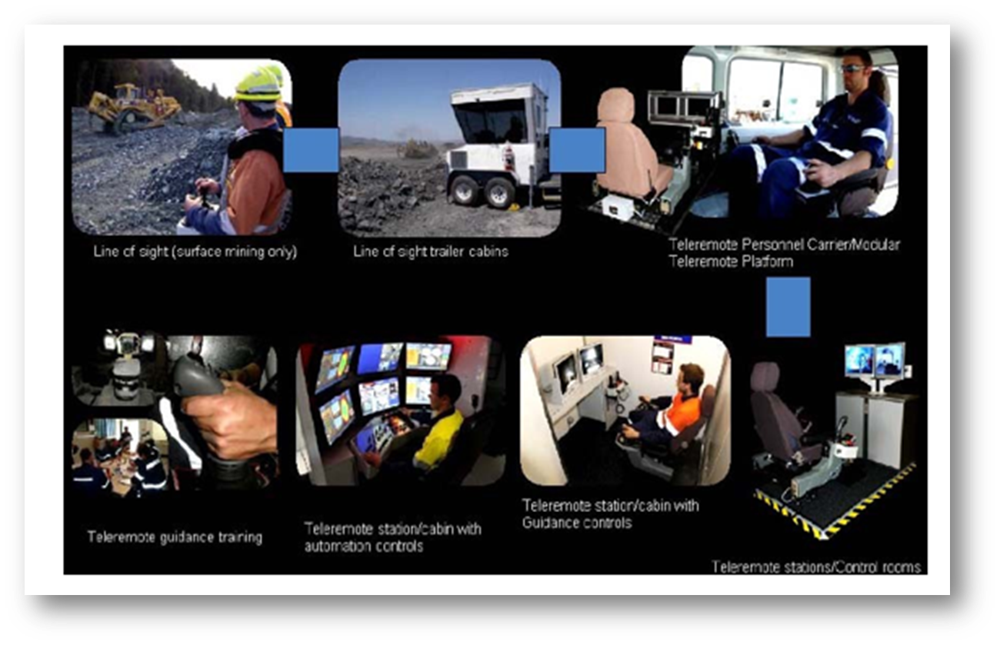 Line of sight (surface mining only)
Line of sight trailer cabins
Teleremote Personnel Carrier/Modular
Teleremote Platform
Teleremote guidance training
Teleremote station/cabin with
automation controls
Teleremote station/cabin with
Guidance controls
Teleremote stations/Control rooms